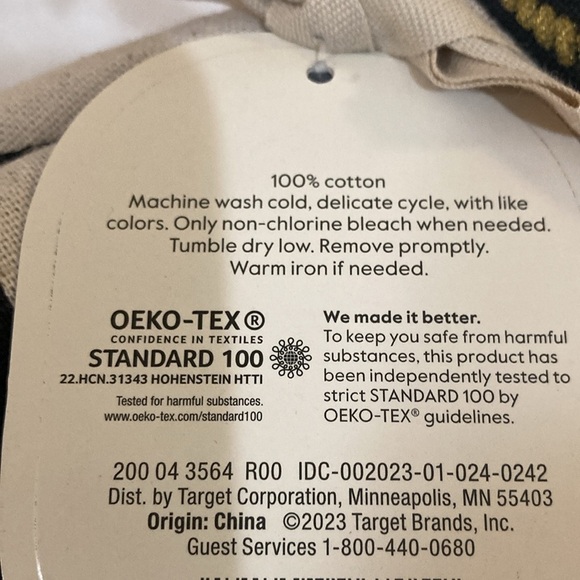 100% cotton
Machine wash cold, delicate cycle, with like
colors. Only non-chlorine bleach when needed.
Tumble dry low. Remove promptly.
Warm iron if needed.
OEKO-TEX®
CONFIDENCE IN TEXTILES
STANDARD 100
22.HCN.31343 HOHENSTEIN HTTI
Tested for harmful substances.
www.oeko-tex.com/standard100
We made it better.
To keep you safe from harmful
substances, this product has
been independently tested to
strict STANDARD 100 by
OEKO-TEX® guidelines.
200 04 3564 R00 IDC-002023-01-024-0242
Dist. by Target Corporation, Minneapolis, MN 55403
Origin: China ©2023 Target Brands, Inc.
Guest Services 1-800-440-0680